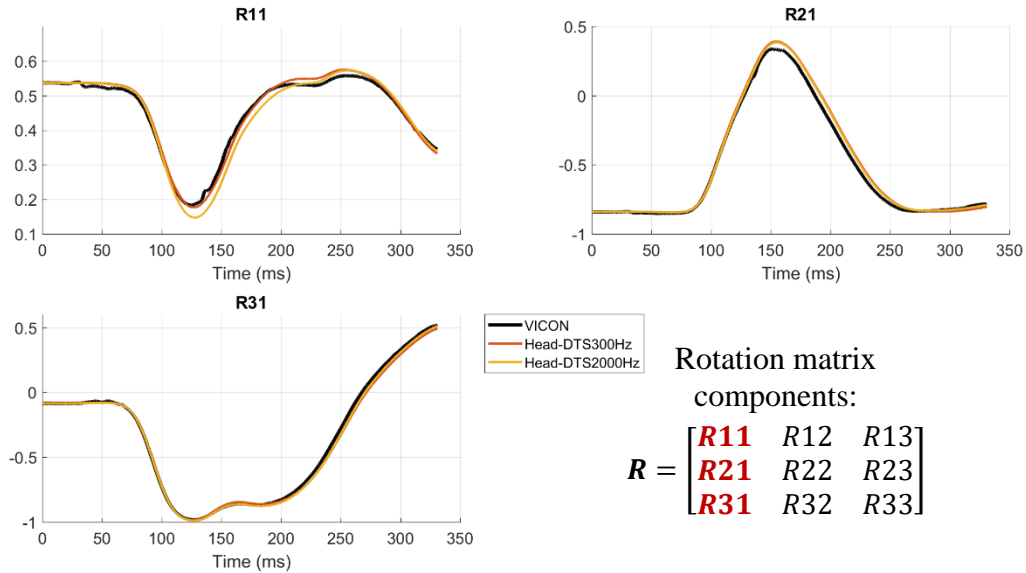 R11
0.6
0.5
0.4
0.3
0.2
0.1
0 50 100 150 200 250 300 350
Time (ms)
R21
0.5
0
-0.5
-1
0 50 100 150 200 250 300 350
Time (ms)
R31
0.5
0
-0.5
-1
0 50 100 150 200 250 300 350
Time (ms)
VICON
Head-DTS300Hz
Head-DTS2000Hz
Rotation matrix
components:
R11 R12 R13
R = R21 R22 R23
R31 R32 R33